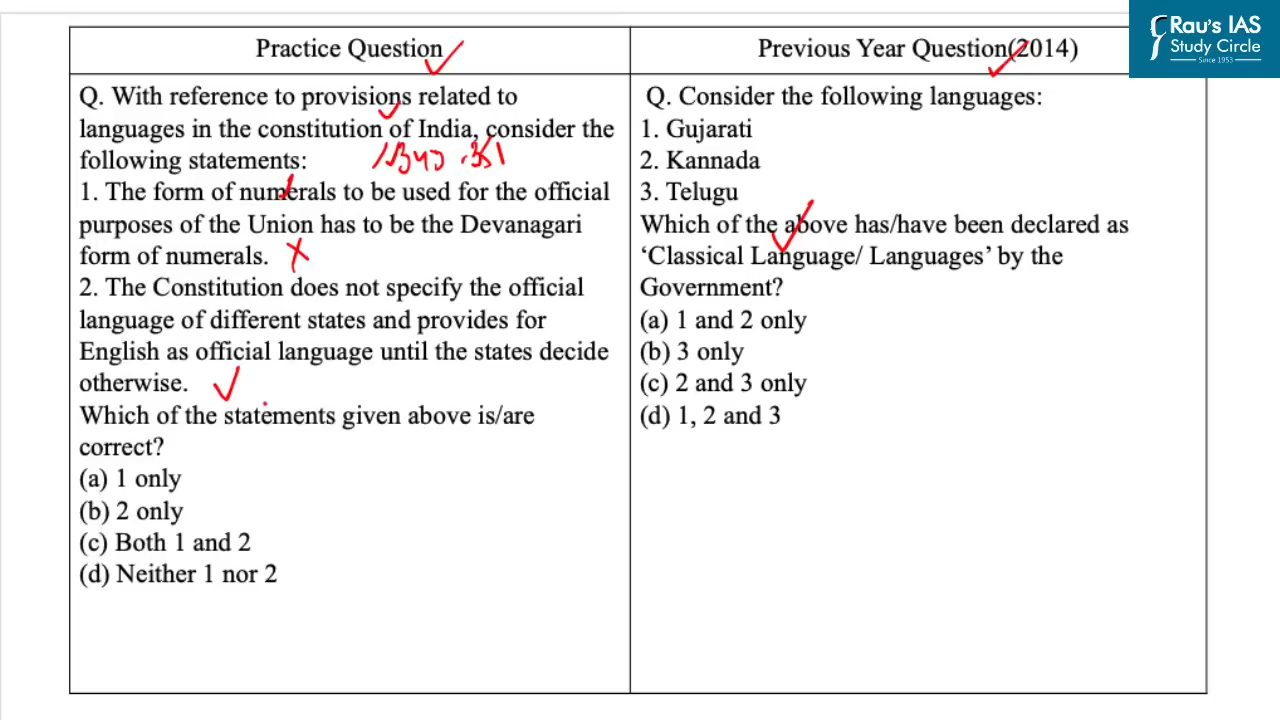 Rau's IAS
Study Circle
Since 1953
Practice Question
Q. With reference to provisions related to
languages in the constitution of India, consider the
following statements:
1. The form of numerals to be used for the official
purposes of the Union has to be the Devanagari
form of numerals.
2. The Constitution does not specify the official
language of different states and provides for
English as official language until the states decide
otherwise.
Which of the statements given above is/are
correct?
(a) 1 only
(b) 2 only
(c) Both 1 and 2
(d) Neither 1 nor 2
Previous Year Question(2014)
Q. Consider the following languages:
1. Gujarati
2. Kannada
3. Telugu
Which of the above has/have been declared as
‘Classical Language/ Languages’ by the
Government?
(a) 1 and 2 only
(b) 3 only
(c) 2 and 3 only
(d) 1, 2 and 3